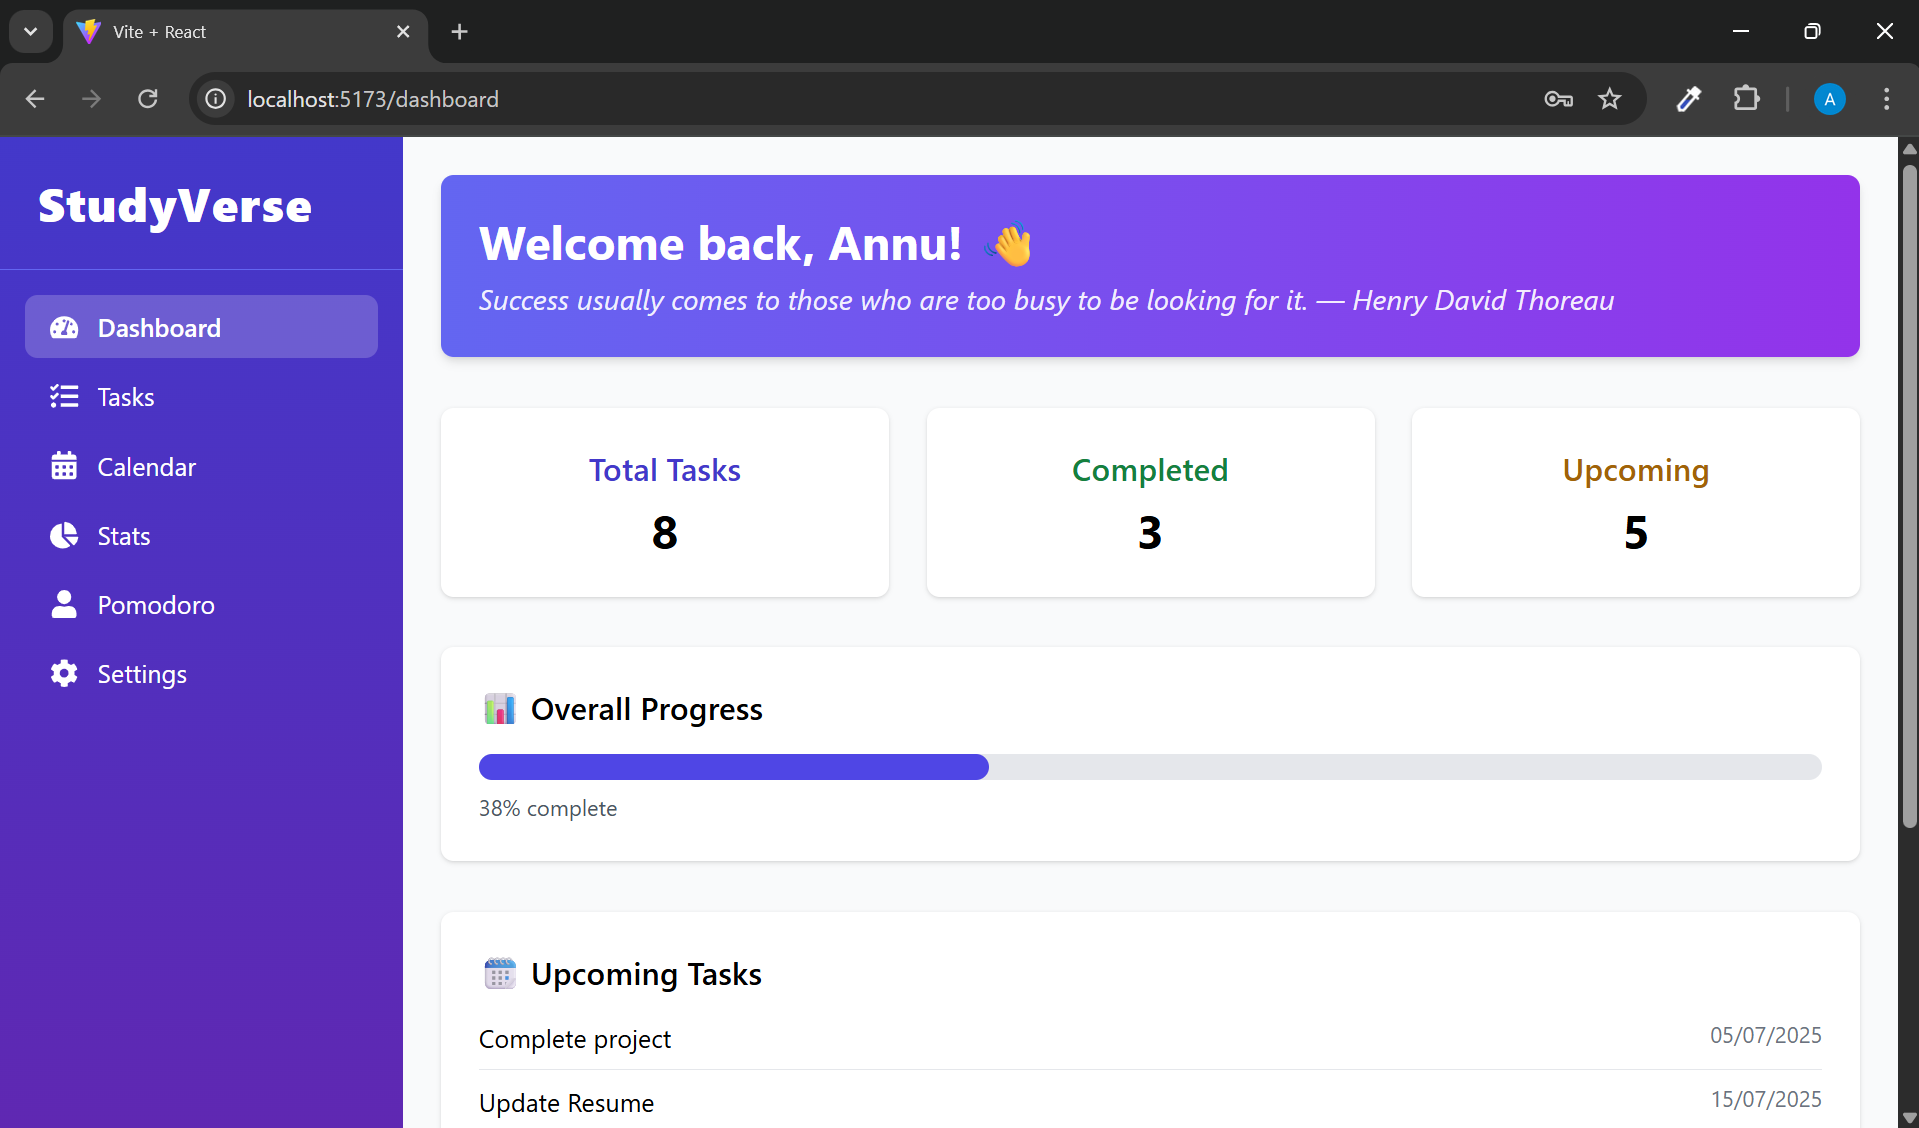 Vite + React
localhost:5173/dashboard
A
StudyVerse
Dashboard
Tasks
Calendar
Stats
Pomodoro
Settings
Welcome back, Annu! 👋
Success usually comes to those who are too busy to be looking for it. — Henry David Thoreau
Total Tasks
8
Completed
3
Upcoming
5
📊 Overall Progress
38% complete
📅 Upcoming Tasks
Complete project 05/07/2025
Update Resume 15/07/2025